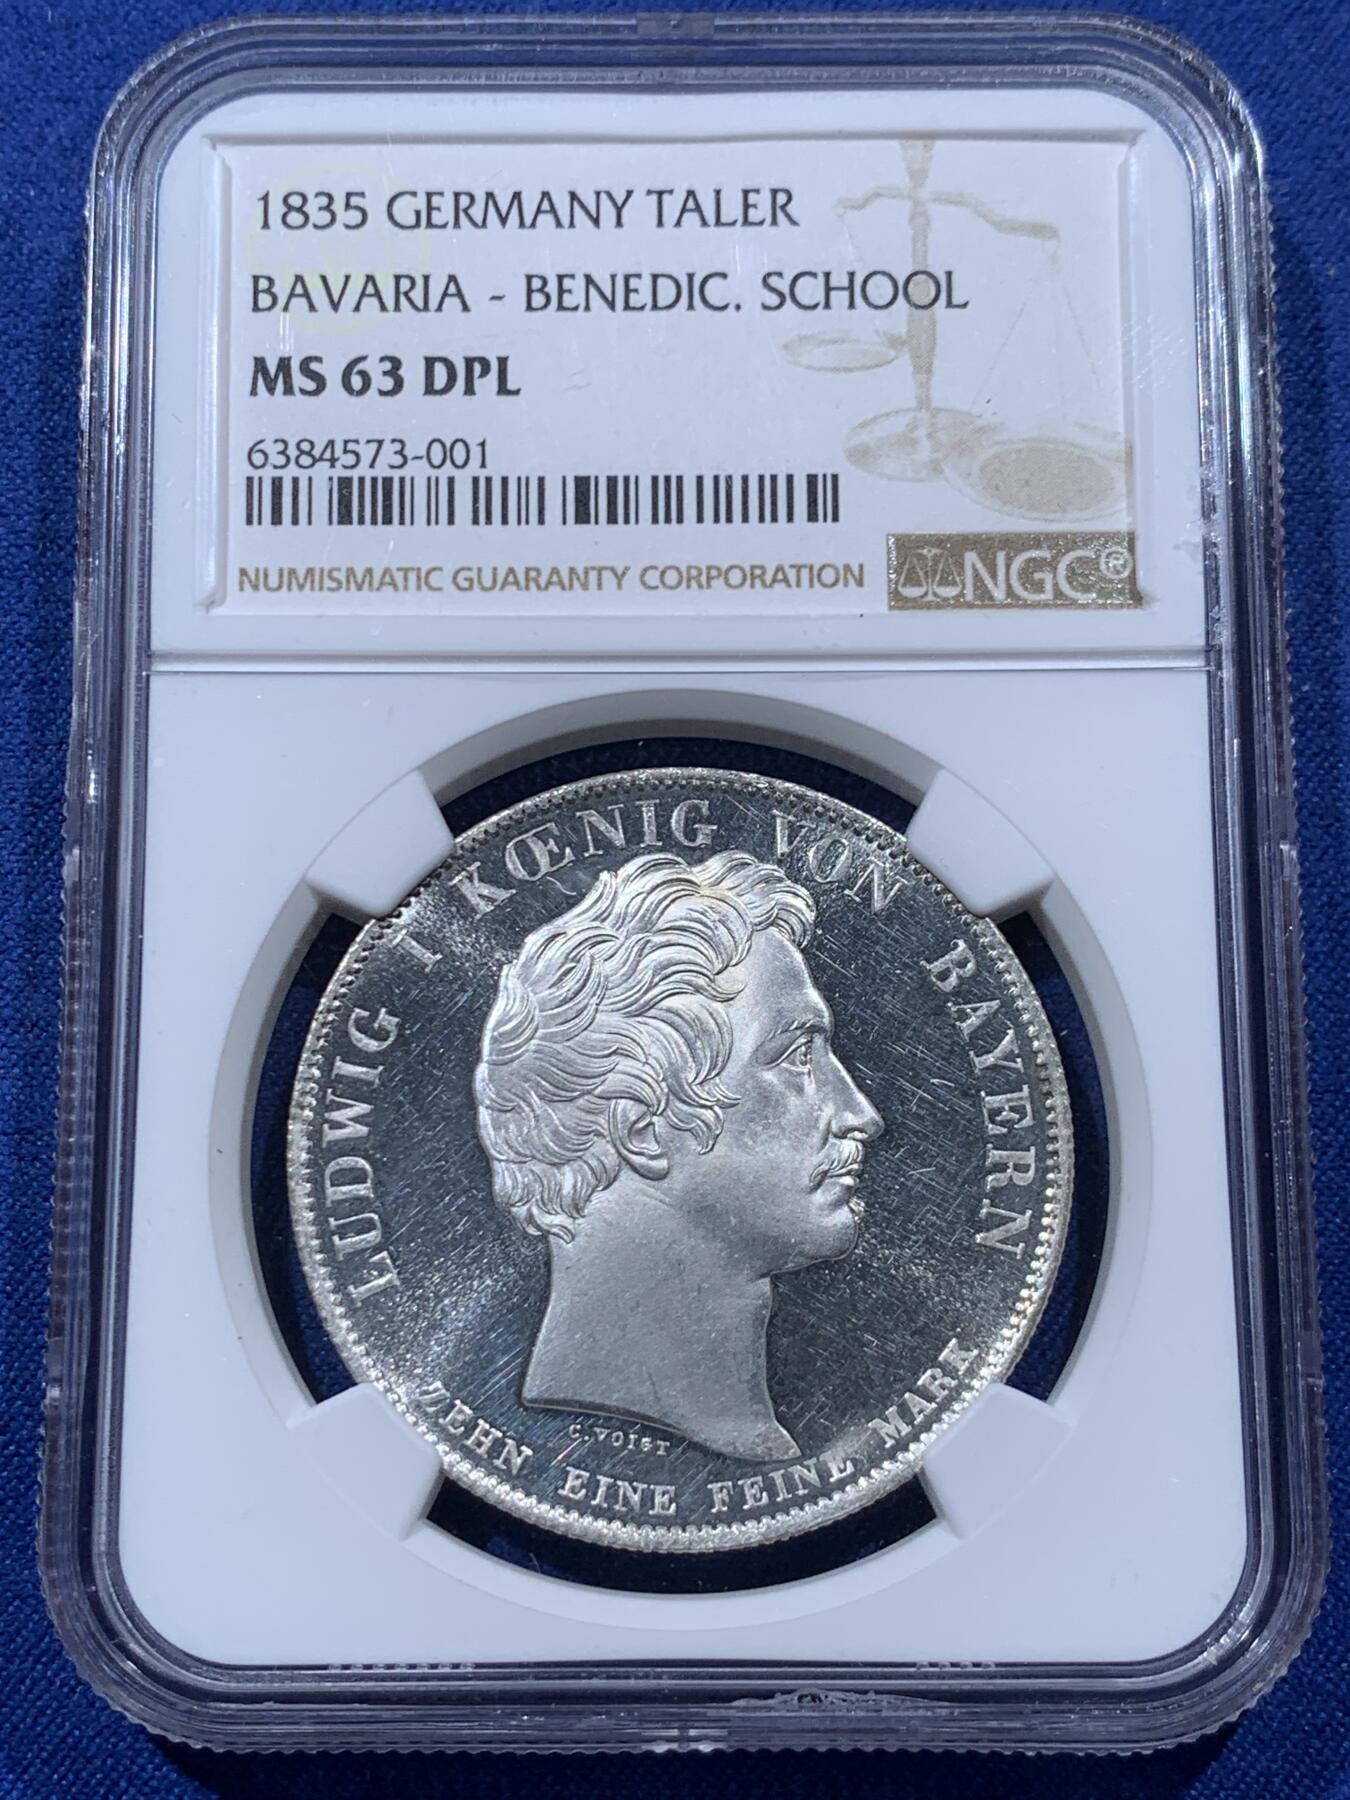 1835 GERMANY TALER
BAVARIA - BENEDIC. SCHOOL
MS 63 DPL
6384573-001
NUMISMATIC GUARANTY CORPORATION
NGC®
LUDWIG I KŒNIG VON BAYERN
C. VOIGT
ZEHN EINE FEINE MARK